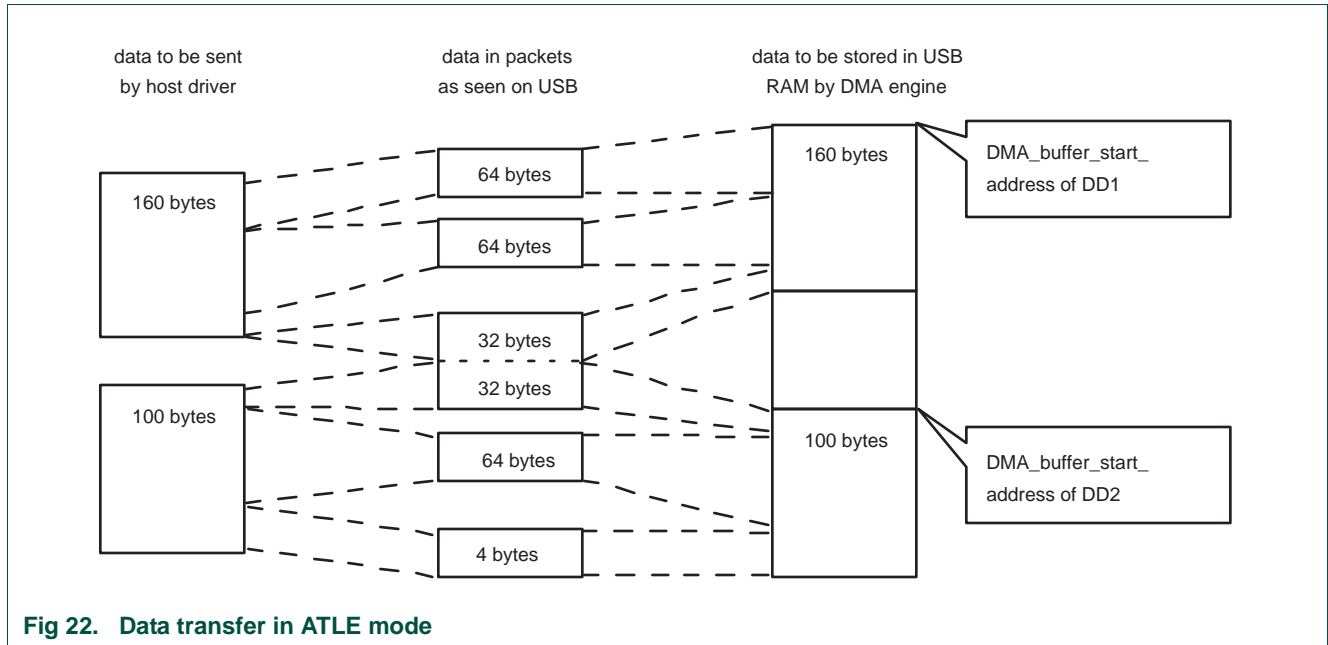 data to be sent
by host driver
data in packets
as seen on USB
data to be stored in USB
RAM by DMA engine
160 bytes
100 bytes
64 bytes
64 bytes
32 bytes
32 bytes
64 bytes
4 bytes
160 bytes
100 bytes
DMA_buffer_start_
address of DD1
DMA_buffer_start_
address of DD2
Fig 22. Data transfer in ATLE mode